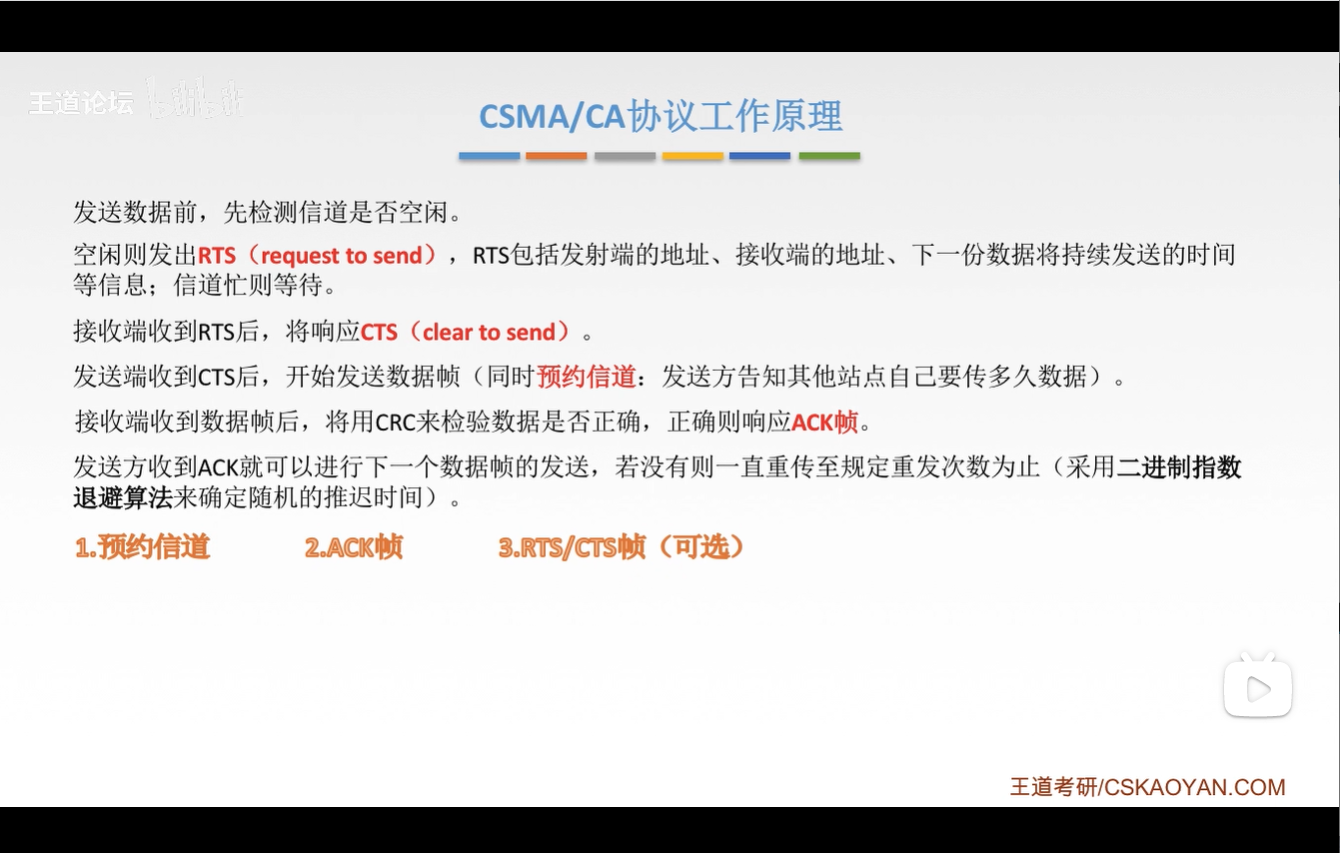 王道论坛 bilibili
CSMA/CA协议工作原理
发送数据前，先检测信道是否空闲。
空闲则发出RTS（request to send），RTS包括发射端的地址、接收端的地址、下一份数据将持续发送的时间
等信息；信道忙则等待。
接收端收到RTS后，将响应CTS（clear to send）。
发送端收到CTS后，开始发送数据帧（同时预约信道：发送方告知其他站点自己要传多久数据）。
接收端收到数据帧后，将用CRC来检验数据是否正确，正确则响应ACK帧。
发送方收到ACK就可以进行下一个数据帧的发送，若没有则一直重传至规定重发次数为止（采用二进制指数
退避算法来确定随机的推迟时间）。
1.预约信道 2.ACK帧 3.RTS/CTS帧（可选）
王道考研/CSKAOYAN.COM